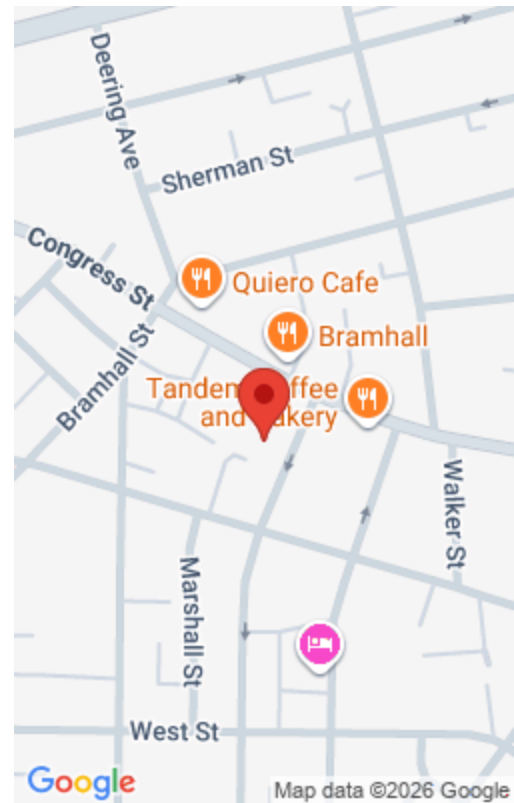 Deering Ave
Sherman St
Congress St
Quiero Cafe
Bramhall
Bramhall St
Tandem
and
Walker St
Marshall St
West St
Google
Map data ©2026 Google